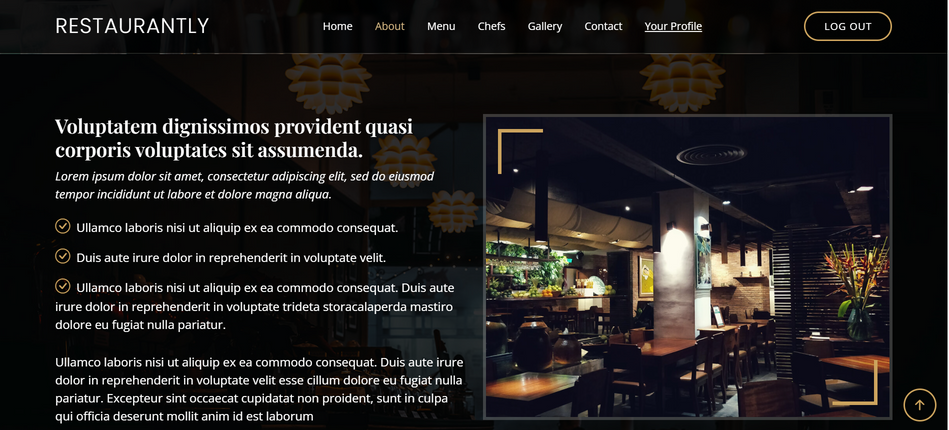 RESTAURANTLY
Home About Menu Chefs Gallery Contact Your Profile
LOG OUT
Voluptatem dignissimos provident quasi
corporis voluptates sit assumenda.
Lorem ipsum dolor sit amet, consectetur adipiscing elit, sed do eiusmod
tempor incididunt ut labore et dolore magna aliqua.
Ullamco laboris nisi ut aliquip ex ea commodo consequat.
Duis aute irure dolor in reprehenderit in voluptate velit.
Ullamco laboris nisi ut aliquip ex ea commodo consequat. Duis aute
irure dolor in reprehenderit in voluptate trideta storacalaperda mastiro
dolore eu fugiat nulla pariatur.
Ullamco laboris nisi ut aliquip ex ea commodo consequat. Duis aute irure
dolor in reprehenderit in voluptate velit esse cillum dolore eu fugiat nulla
pariatur. Excepteur sint occaecat cupidatat non proident, sunt in culpa
qui officia deserunt mollit anim id est laborum